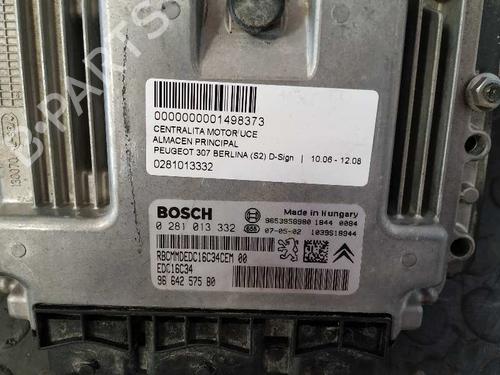 B-PARTS
0000000001498373
CENTRALITA MOTOR UCE
ALMACEN PRINCIPAL
PEUGEOT 307 BERLINA (S2) D-Sign | 10.06 - 12.08
0281013332
BOSCH
Made in Hungary
0 281 013 332
9653958980 1844 0084
07-05-02 1039S18944
RBCMMDEDC16C34CEM 00
EDC16C34
96 642 575 80